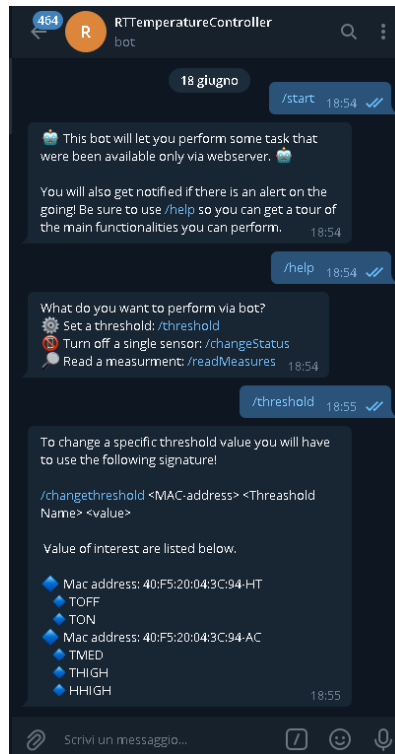 464
R
RTTemperatureController
bot
18 giugno
/start 18:54
This bot will let you perform some task that
were been available only via webserver.
You will also get notified if there is an alert on the
going! Be sure to use /help so you can get a tour of
the main functionalities you can perform. 18:54
/help 18:54
What do you want to perform via bot?
Set a threshold: /threshold
Turn off a single sensor: /changeStatus
Read a measurment: /readMeasures 18:54
/threshold 18:55
To change a specific threshold value you will have
to use the following signature!
/changethreshold <MAC-address> <Threashold
Name> <value>
Value of interest are listed below.
Mac address: 40:F5:20:04:3C:94-HT
TOFF
TON
Mac address: 40:F5:20:04:3C:94-AC
TMED
THIGH
HHIGH 18:55
Scrivi un messaggio...